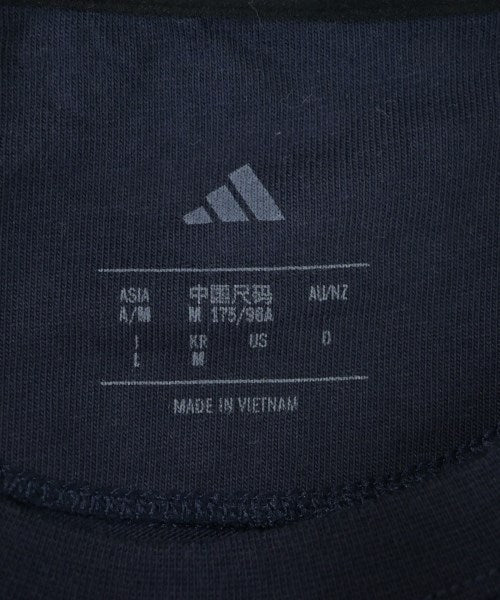 ASIA 中国尺码 AU/NZ
A/M M 175/96A
I KR US D
L M
MADE IN VIETNAM